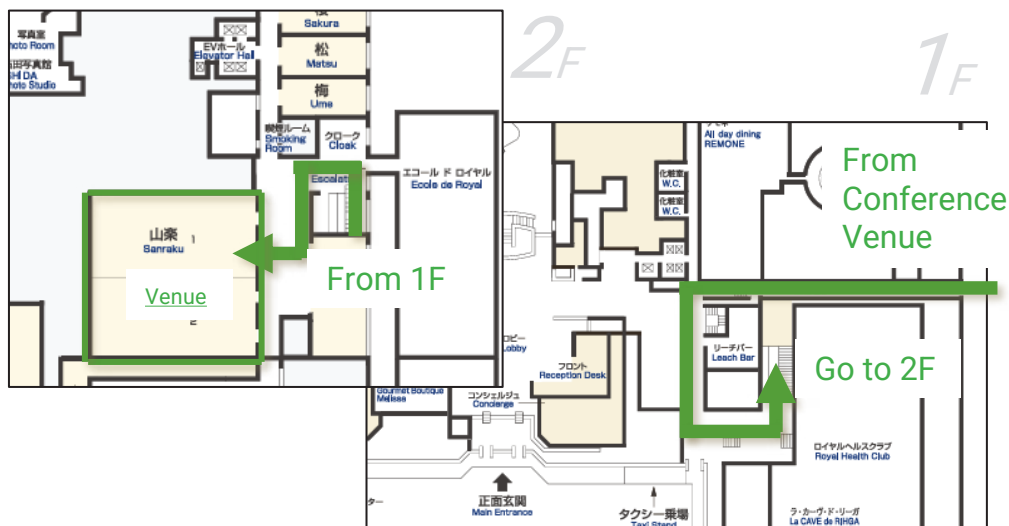 2F
1F
写真室
hoto Room
田写真館
SHIDA
hoto Studio
EVホール
Elevator Hall
Sakura
松
Matsu
梅
Ume
喫煙ルーム
Smoking
Room
クローク
Cloak
Escalat
エコール ド ロイヤル
Ecole de Royal
山楽
Sanraku
Venue
From 1F
All day dining
REMONE
化粧室
W.C.
化粧室
W.C.
From
Conference
Venue
ロビー
Lobby
フロント
Reception Desk
リーチバー
Leach Bar
Go to 2F
Gourmet Boutique
Melissa
コンシェルジュ
Concierge
ロイヤルヘルスクラブ
Royal Health Club
正面玄関
Main Entrance
タクシー乗場
Taxi Stand
ラ・カーヴ・ド・リーガ
La CAVE de RIHGA